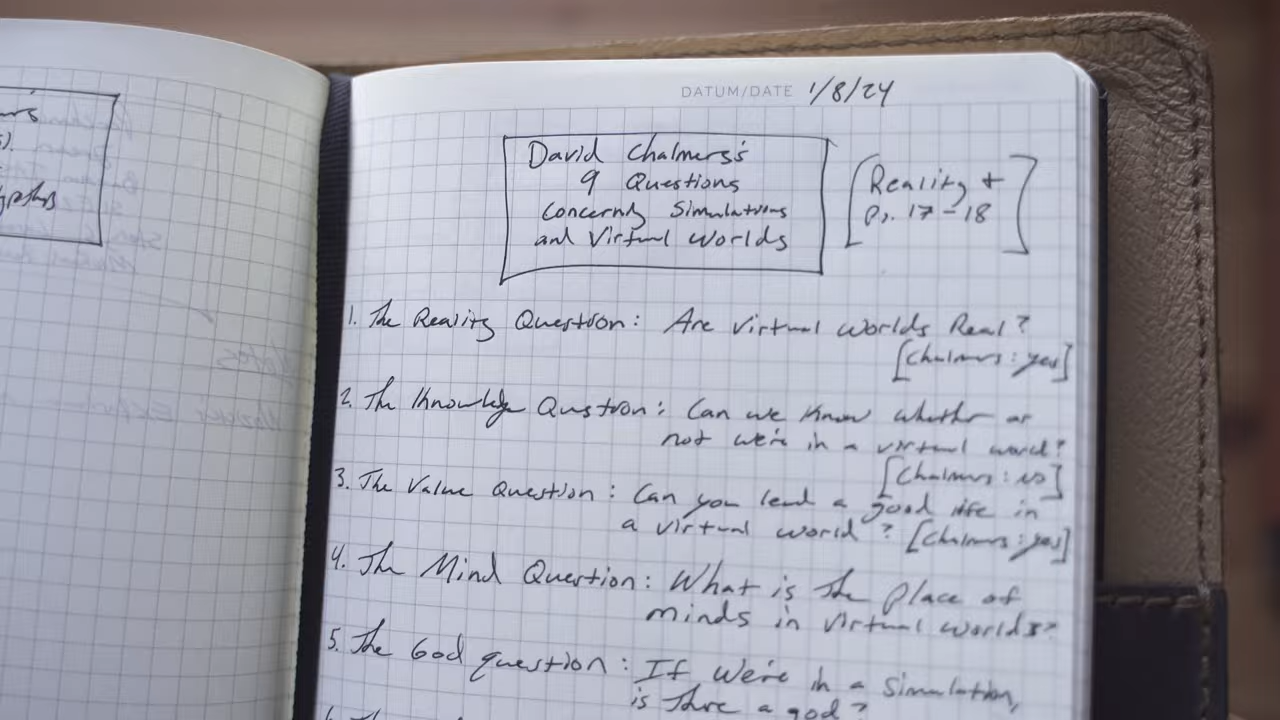 DATUM/DATE 1/8/24
David Chalmers's
9 Questions
Concerning Simulations
and Virtual Worlds
Reality +
Pg. 17-18
1. The Reality Question: Are Virtual Worlds Real?
[Chalmers: yes]
2. The Knowledge Question: Can we know whether or
not we're in a virtual world?
[Chalmers: no]
3. The Value Question: Can you lead a good life in
a virtual world? [Chalmers: yes]
4. The Mind Question: What is the place of
minds in virtual worlds?
5. The God question: If we're in a simulation,
is there a god?